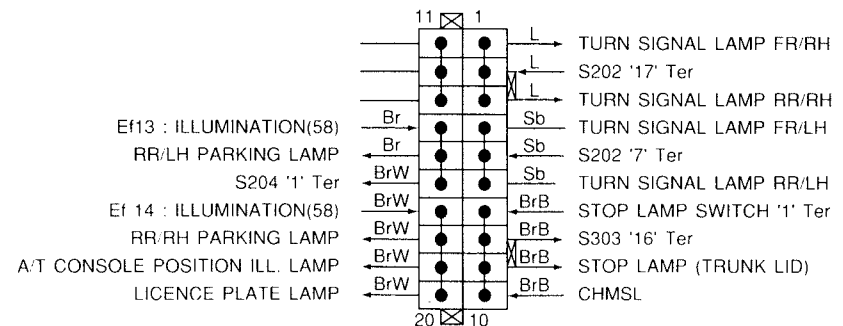 11 1
L TURN SIGNAL LAMP FR/RH
L S202 '17' Ter
L TURN SIGNAL LAMP RR/RH
Ef13 : ILLUMINATION(58) Br Sb TURN SIGNAL LAMP FR/LH
RR/LH PARKING LAMP Br Sb S202 '7' Ter
S204 '1' Ter BrW Sb TURN SIGNAL LAMP RR/LH
Ef 14 : ILLUMINATION(58) BrW BrB STOP LAMP SWITCH '1' Ter
RR/RH PARKING LAMP BrW BrB S303 '16' Ter
A/T CONSOLE POSITION ILL. LAMP BrW BrB STOP LAMP (TRUNK LID)
LICENCE PLATE LAMP BrW BrB CHMSL
20 10